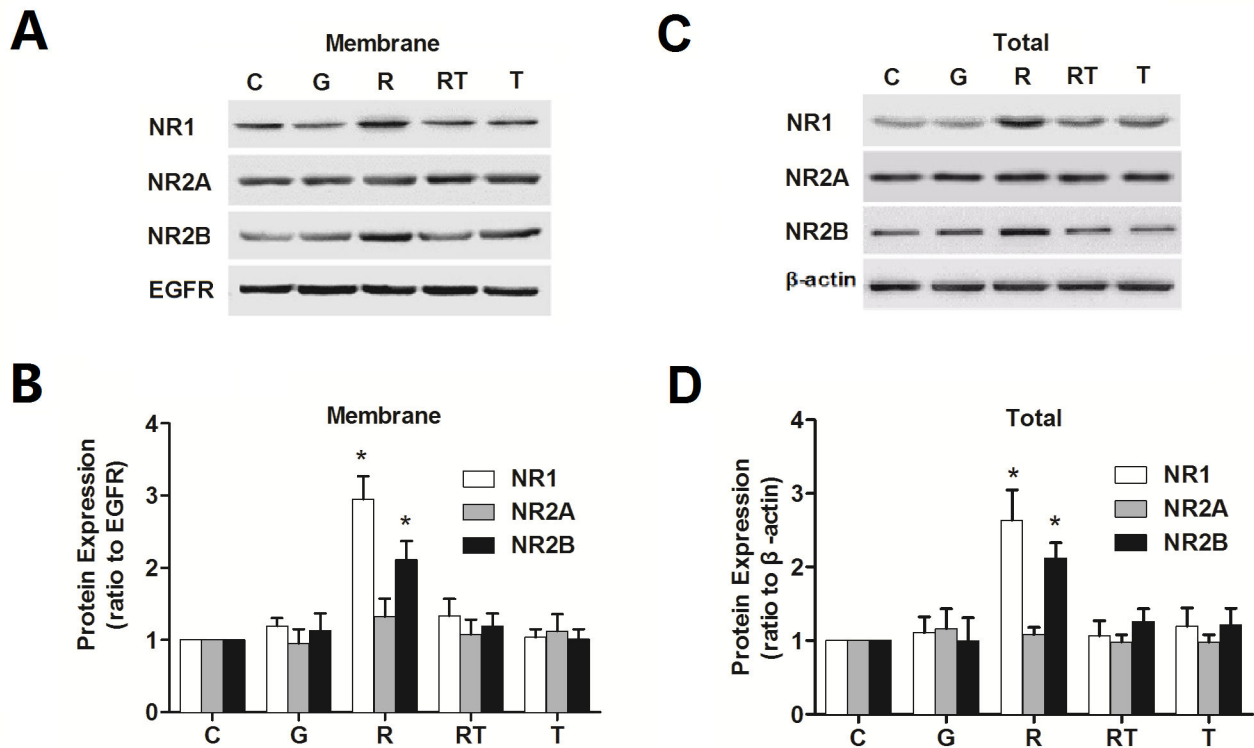 A
Membrane
C G R RT T
NR1
NR2A
NR2B
EGFR
C
Total
C G R RT T
NR1
NR2A
NR2B
β-actin
B
Membrane
Protein Expression
(ratio to EGFR)
4
3
2
1
0
*
*
NR1
NR2A
NR2B
C G R RT T
D
Total
Protein Expression
(ratio to β -actin)
4
3
2
1
0
*
*
NR1
NR2A
NR2B
C G R RT T